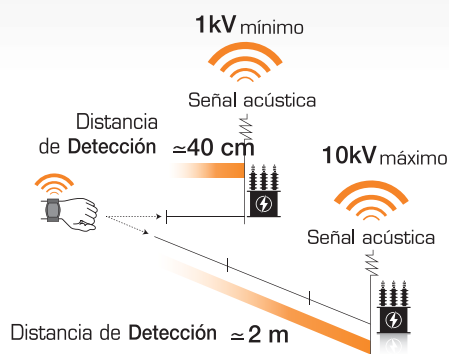 1kV mínimo
Señal acústica
Distancia
de Detección ≃40 cm
10kV máximo
Señal acústica
Distancia de Detección ≃2 m